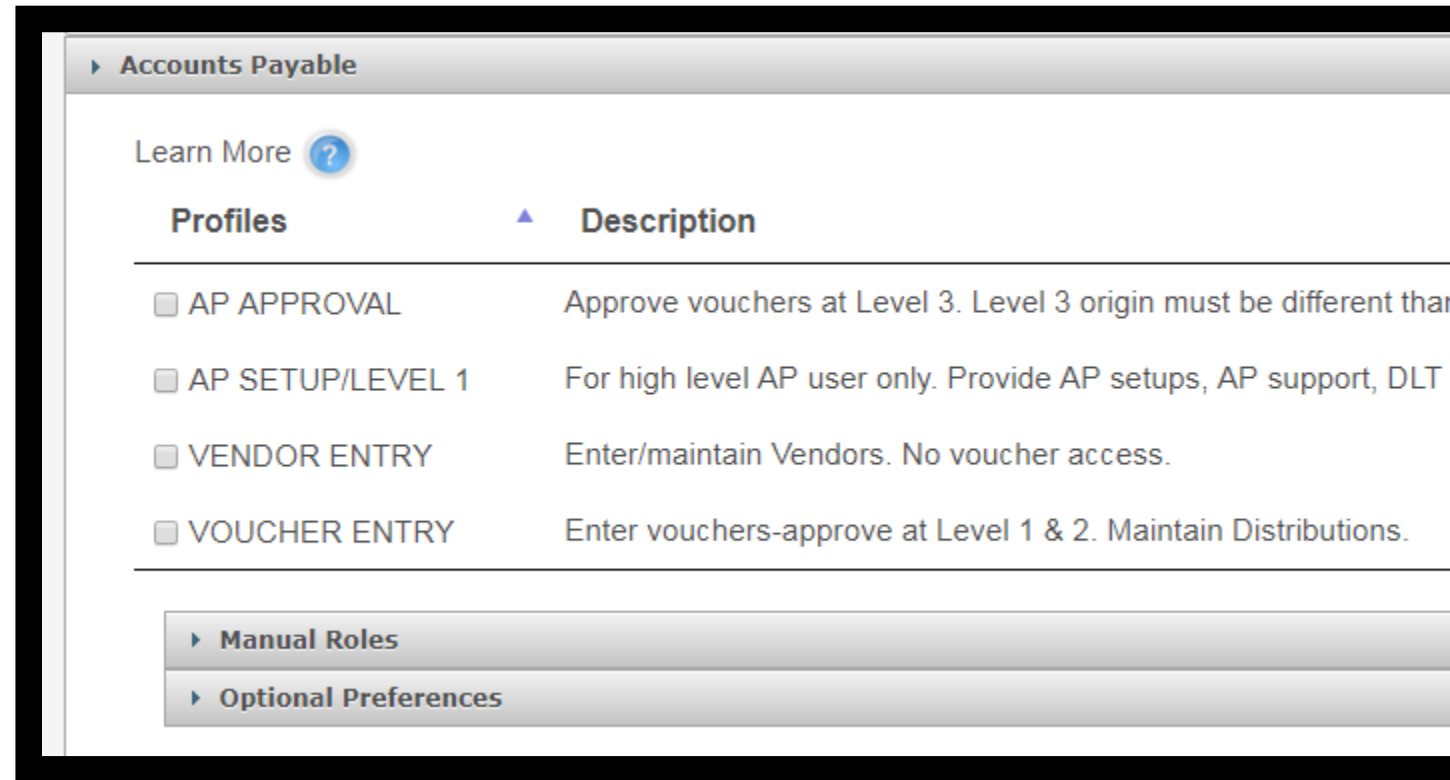 Accounts Payable
Learn More ?
Profiles Description
AP APPROVAL Approve vouchers at Level 3. Level 3 origin must be different than
AP SETUP/LEVEL 1 For high level AP user only. Provide AP setups, AP support, DLT
VENDOR ENTRY Enter/maintain Vendors. No voucher access.
VOUCHER ENTRY Enter vouchers-approve at Level 1 & 2. Maintain Distributions.
Manual Roles
Optional Preferences